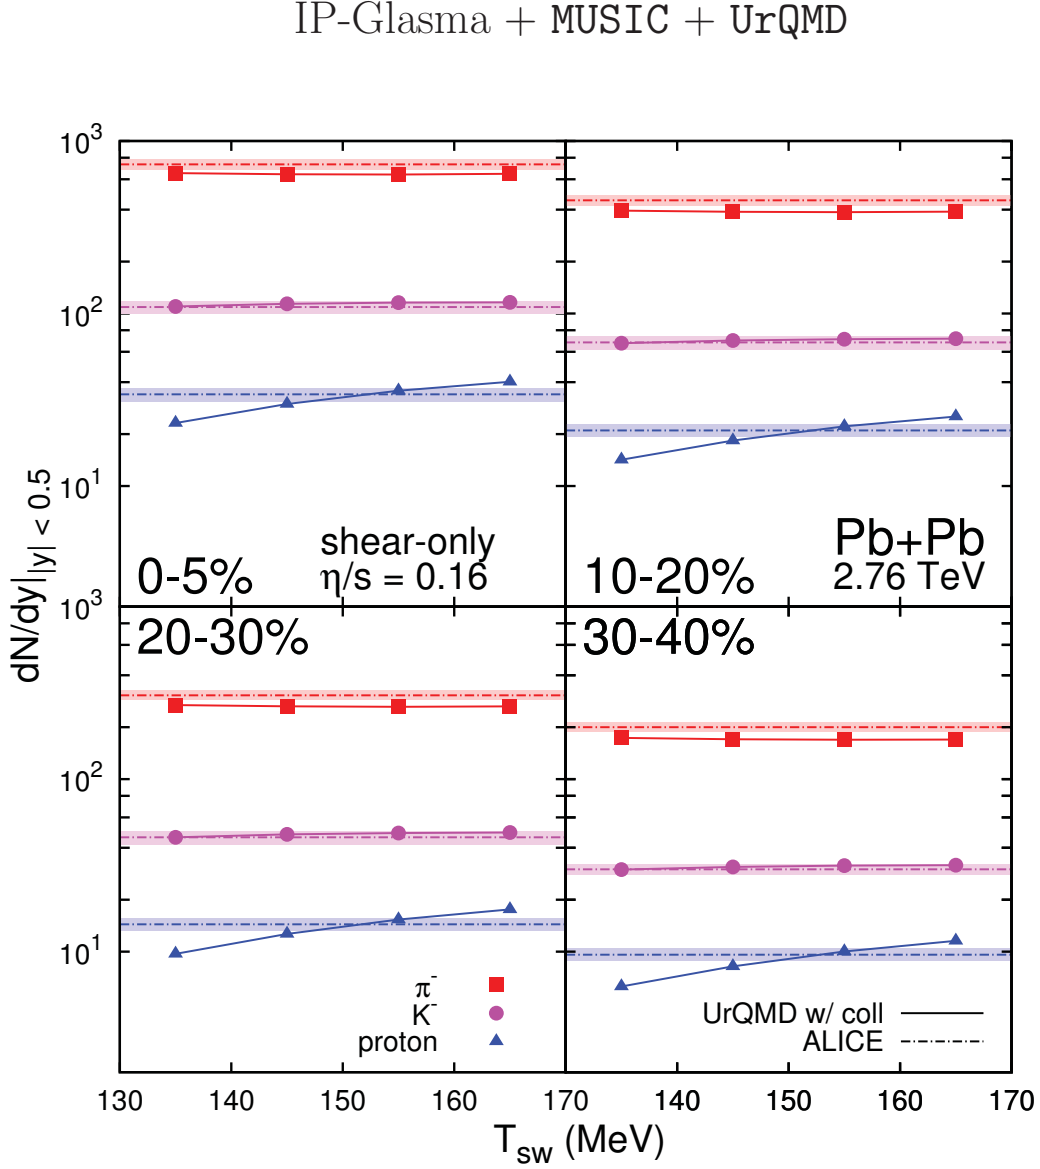 IP-Glasma + MUSIC + UrQMD
10³
10²
10¹
0-5%
shear-only
η/s = 0.16
Pb+Pb
10-20%
2.76 TeV
dN/dy||y| < 0.5
10³
20-30%
30-40%
10²
10¹
π⁻
K⁻
proton
UrQMD w/ coll
ALICE
130 140 150 160 170 140 150 160 170
T_sw (MeV)